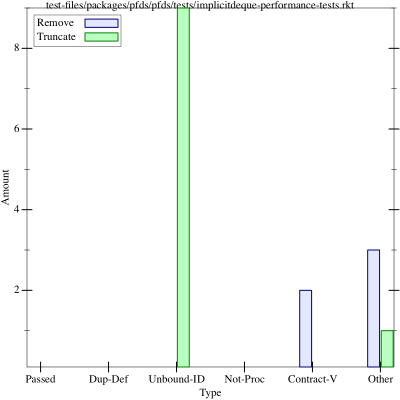 test-files/packages/pfds/pfds/tests/implicitdeque-performance-tests.rkt
Remove
Truncate
8
6
4
2
Amount
Passed Dup-Def Unbound-ID Not-Proc Contract-V Other
Type